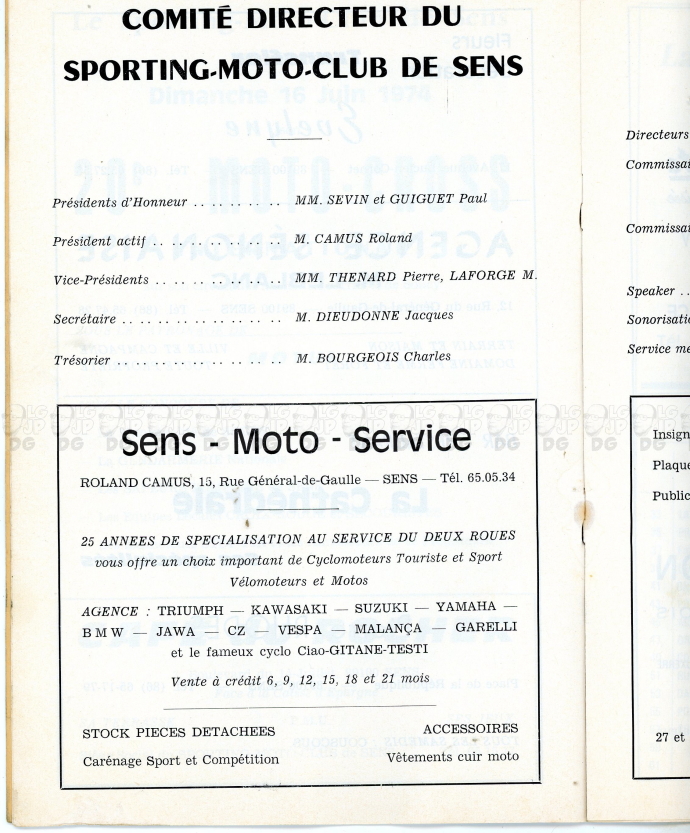 COMITÉ DIRECTEUR DU
SPORTING-MOTO-CLUB DE SENS
Présidents d'Honneur .. .. .. .. .. MM. SEVIN et GUIGUET Paul
Président actif .. .. .. .. .. .. .. M. CAMUS Roland
Vice-Présidents .. .. .. .. .. .. .. MM. THENARD Pierre, LAFORGE M.
Secrétaire .. .. .. .. .. .. .. .. .. M. DIEUDONNE Jacques
Trésorier .. .. .. .. .. .. .. .. .. M. BOURGEOIS Charles
Sens - Moto - Service
ROLAND CAMUS, 15, Rue Général-de-Gaulle — SENS — Tél. 65.05.34
25 ANNEES DE SPECIALISATION AU SERVICE DU DEUX ROUES
vous offre un choix important de Cyclomoteurs Touriste et Sport
Vélomoteurs et Motos
AGENCE : TRIUMPH — KAWASAKI — SUZUKI — YAMAHA —
BMW — JAWA — CZ — VESPA — MALANÇA — GARELLI
et le fameux cyclo Ciao-GITANE-TESTI
Vente à crédit 6, 9, 12, 15, 18 et 21 mois
STOCK PIECES DETACHEES ACCESSOIRES
Carénage Sport et Compétition Vêtements cuir moto
Directeurs
Commissai
Commissai
Speaker ..
Sonorisatio
Service mé
Insign
Plaque
Public
27 et